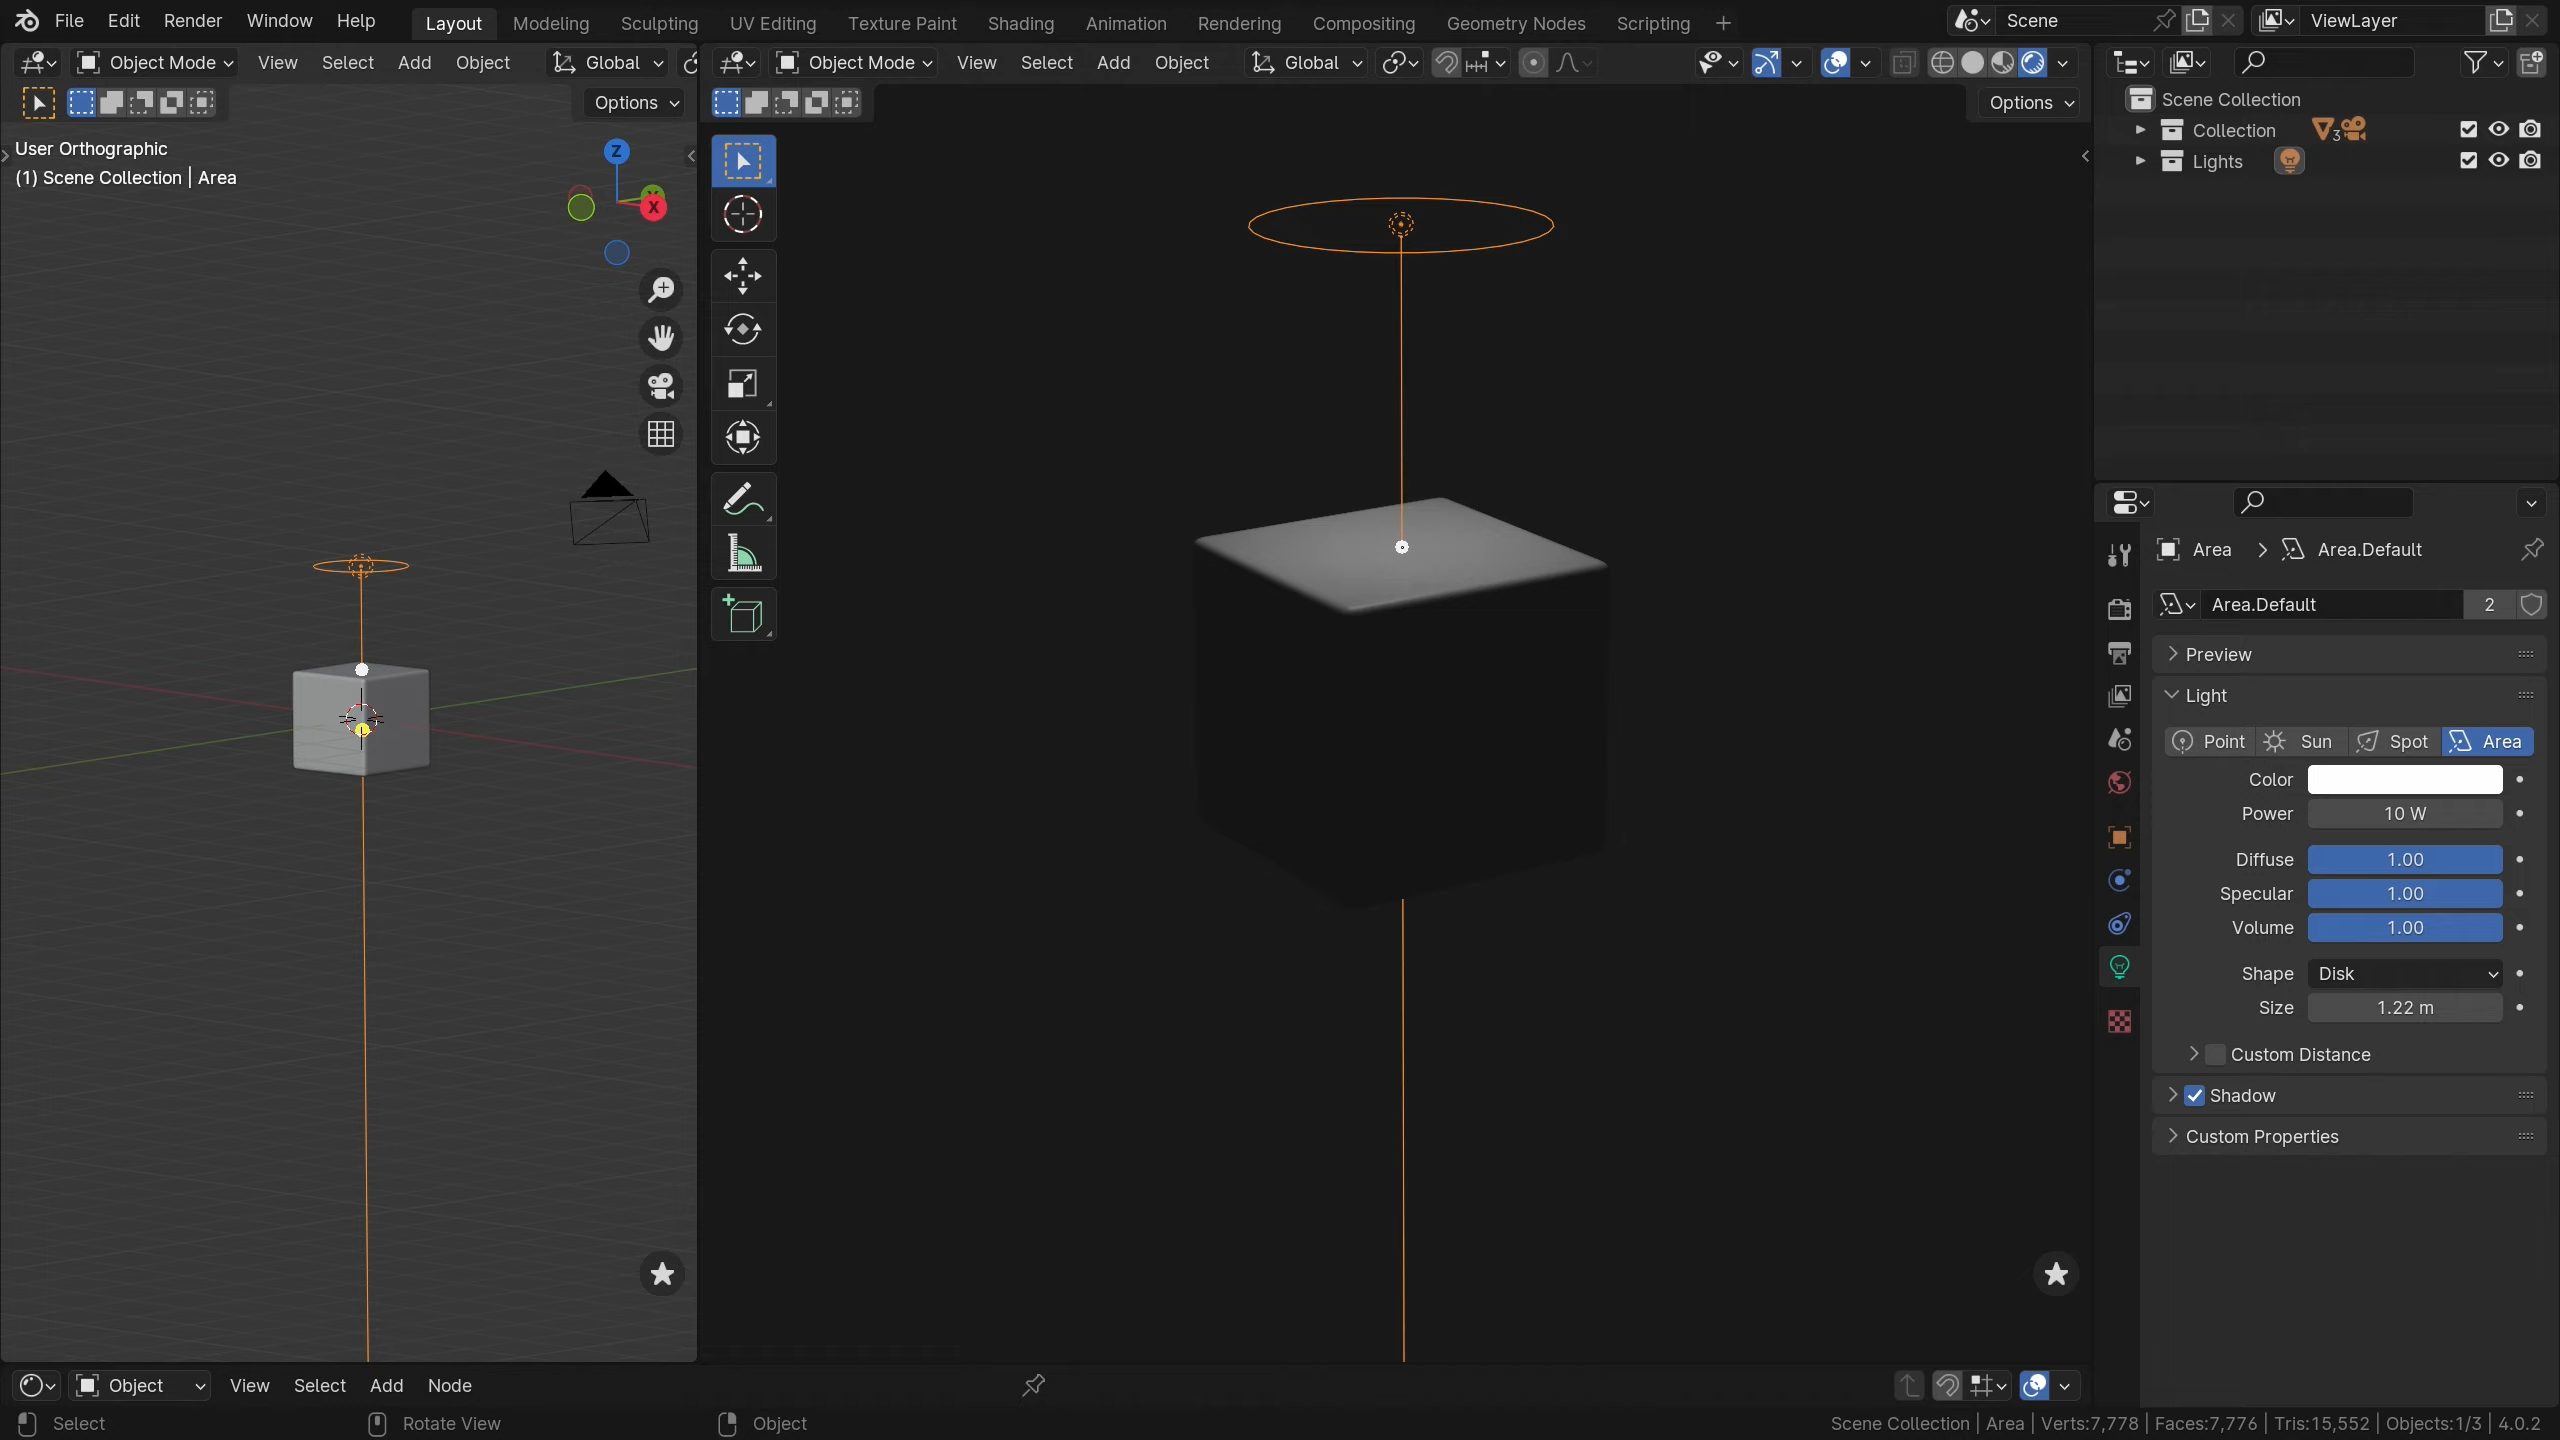 File Edit Render Window Help Layout Modeling Sculpting UV Editing Texture Paint Shading Animation Rendering Compositing Geometry Nodes Scripting + Scene ViewLayer
Object Mode View Select Add Object Global
Object Mode View Select Add Object Global
Options
Options
User Orthographic
(1) Scene Collection | Area
Z
Y
X
Scene Collection
Collection 3
Lights
Area > Area.Default
Area.Default 2
Preview
Light
Point Sun Spot Area
Color
Power 10 W
Diffuse 1.00
Specular 1.00
Volume 1.00
Shape Disk
Size 1.22 m
Custom Distance
Shadow
Custom Properties
Object View Select Add Node
Select Rotate View Object Scene Collection | Area | Verts:7,778 | Faces:7,776 | Tris:15,552 | Objects:1/3 | 4.0.2